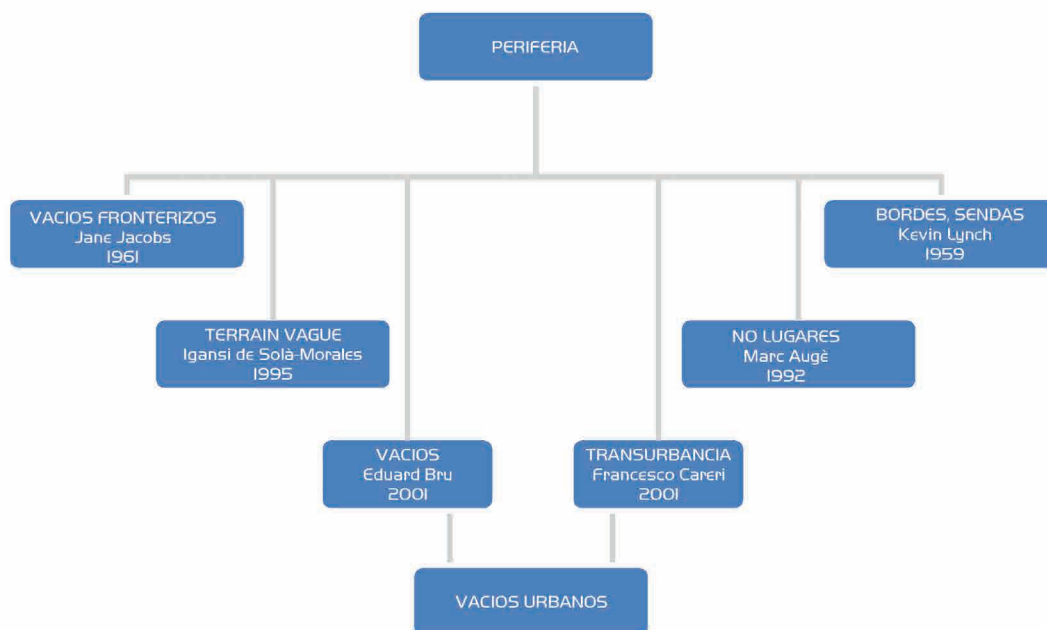 PERIFERIA
VACIOS FRONTERIZOS
Jane Jacobs
1961
BORDES, SENDAS
Kevin Lynch
1959
TERRAIN VAGUE
Igansi de Solà-Morales
1995
NO LUGARES
Marc Augè
1992
VACIOS
Eduard Bru
2001
TRANSURBANCIA
Francesco Careri
2001
VACIOS URBANOS